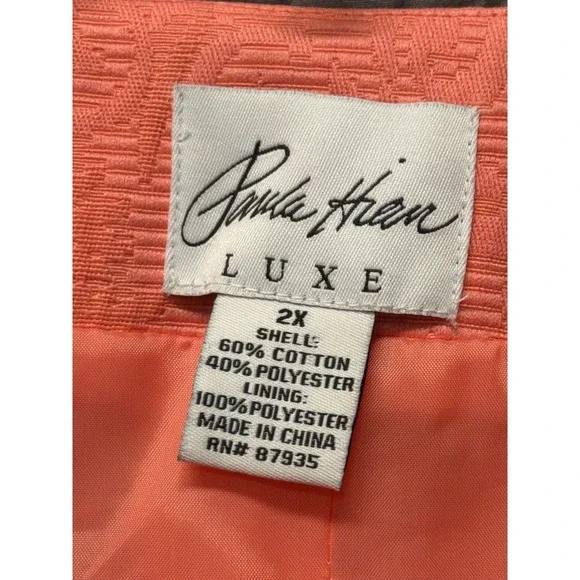 Paula Hian
LUXE
2X
SHELL:
60% COTTON
40% POLYESTER
LINING:
100% POLYESTER
MADE IN CHINA
RN# 87935